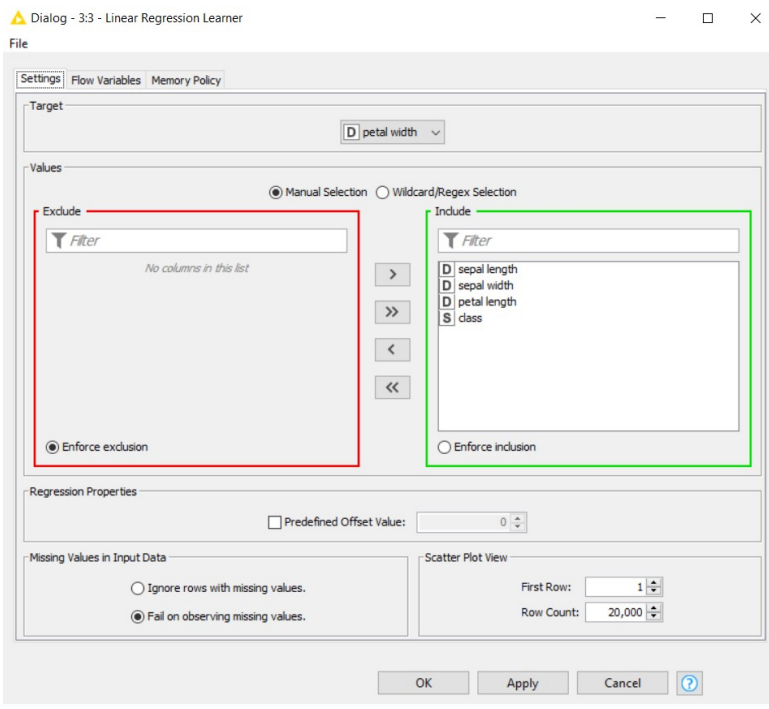 Dialog - 3:3 - Linear Regression Learner
File
Settings Flow Variables Memory Policy
Target
D petal width
Values
Manual Selection Wildcard/Regex Selection
Exclude
Filter
No columns in this list
Enforce exclusion
>
>>
<
<<
Include
Filter
D sepal length
D sepal width
D petal length
S class
Enforce inclusion
Regression Properties
Predefined Offset Value: 0
Missing Values in Input Data
Ignore rows with missing values.
Fail on observing missing values.
Scatter Plot View
First Row: 1
Row Count: 20,000
OK Apply Cancel ?